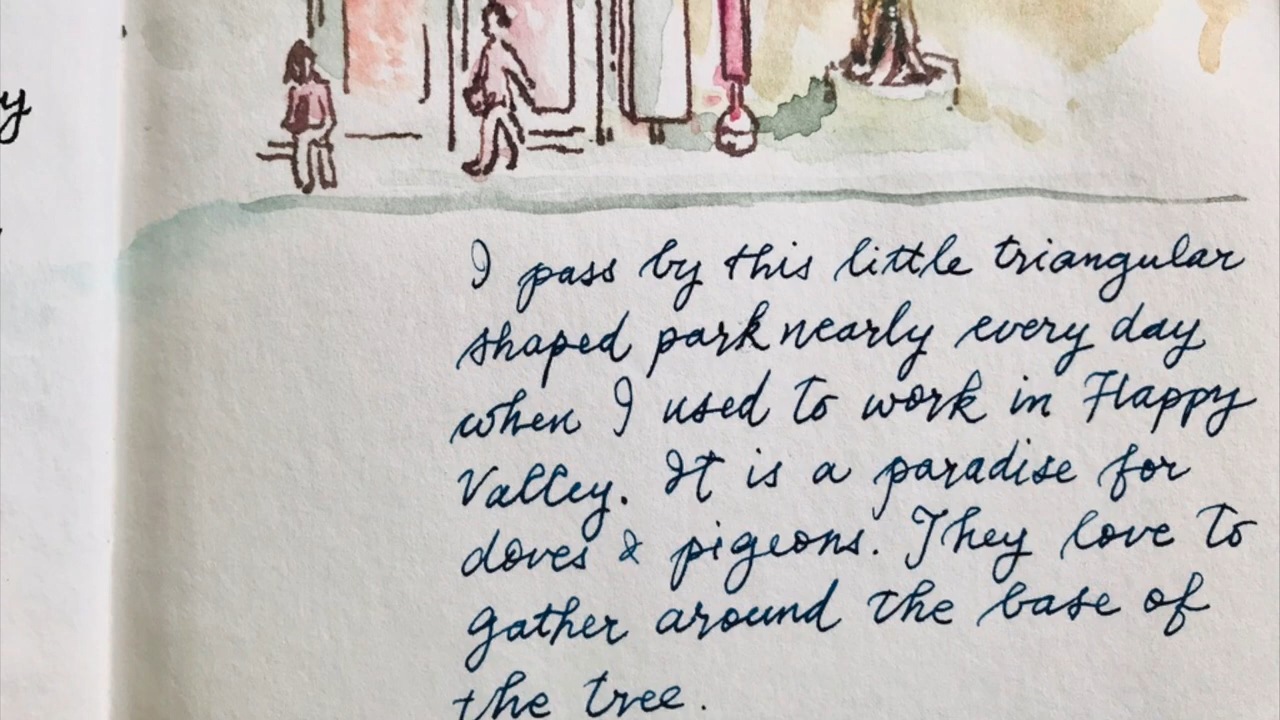 y
I pass by this little triangular
shaped park nearly every day
when I used to work in Happy
Valley. It is a paradise for
doves & pigeons. They love to
gather around the base of
the tree.